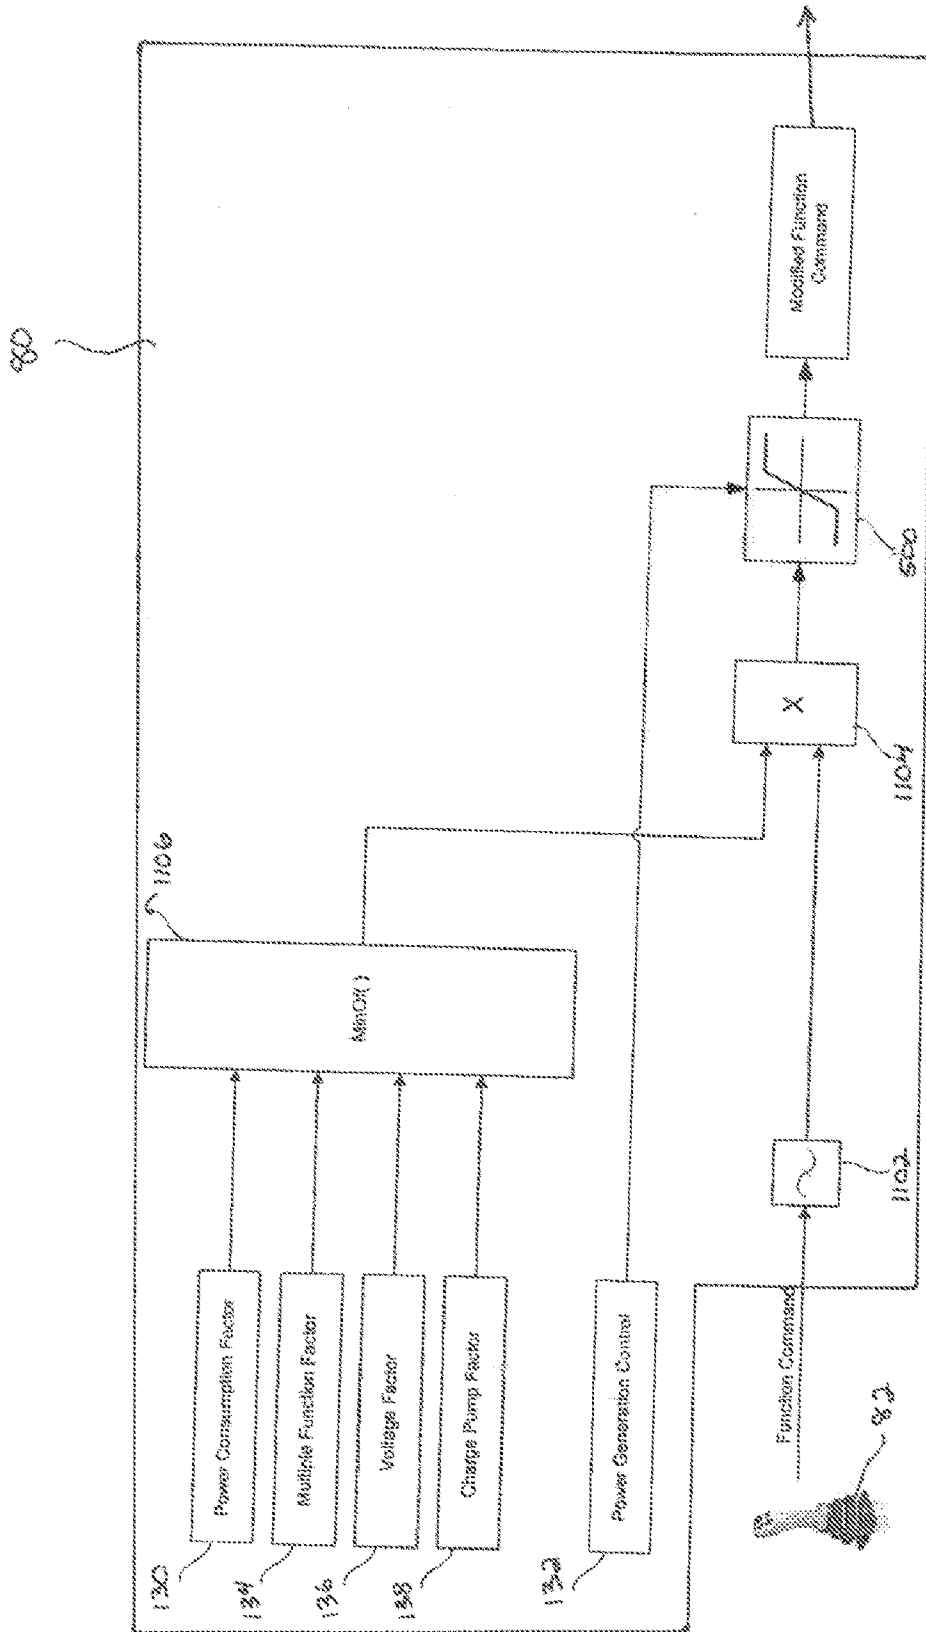 80
130
Power Consumption Factor
134
Multiple Function Factor
136
Voltage Factor
138
Charge Pump Factor
132
Power Generation Control
1106
MinOf( )
82
Function Command
1102
1104
X
500
Modified Function
Command